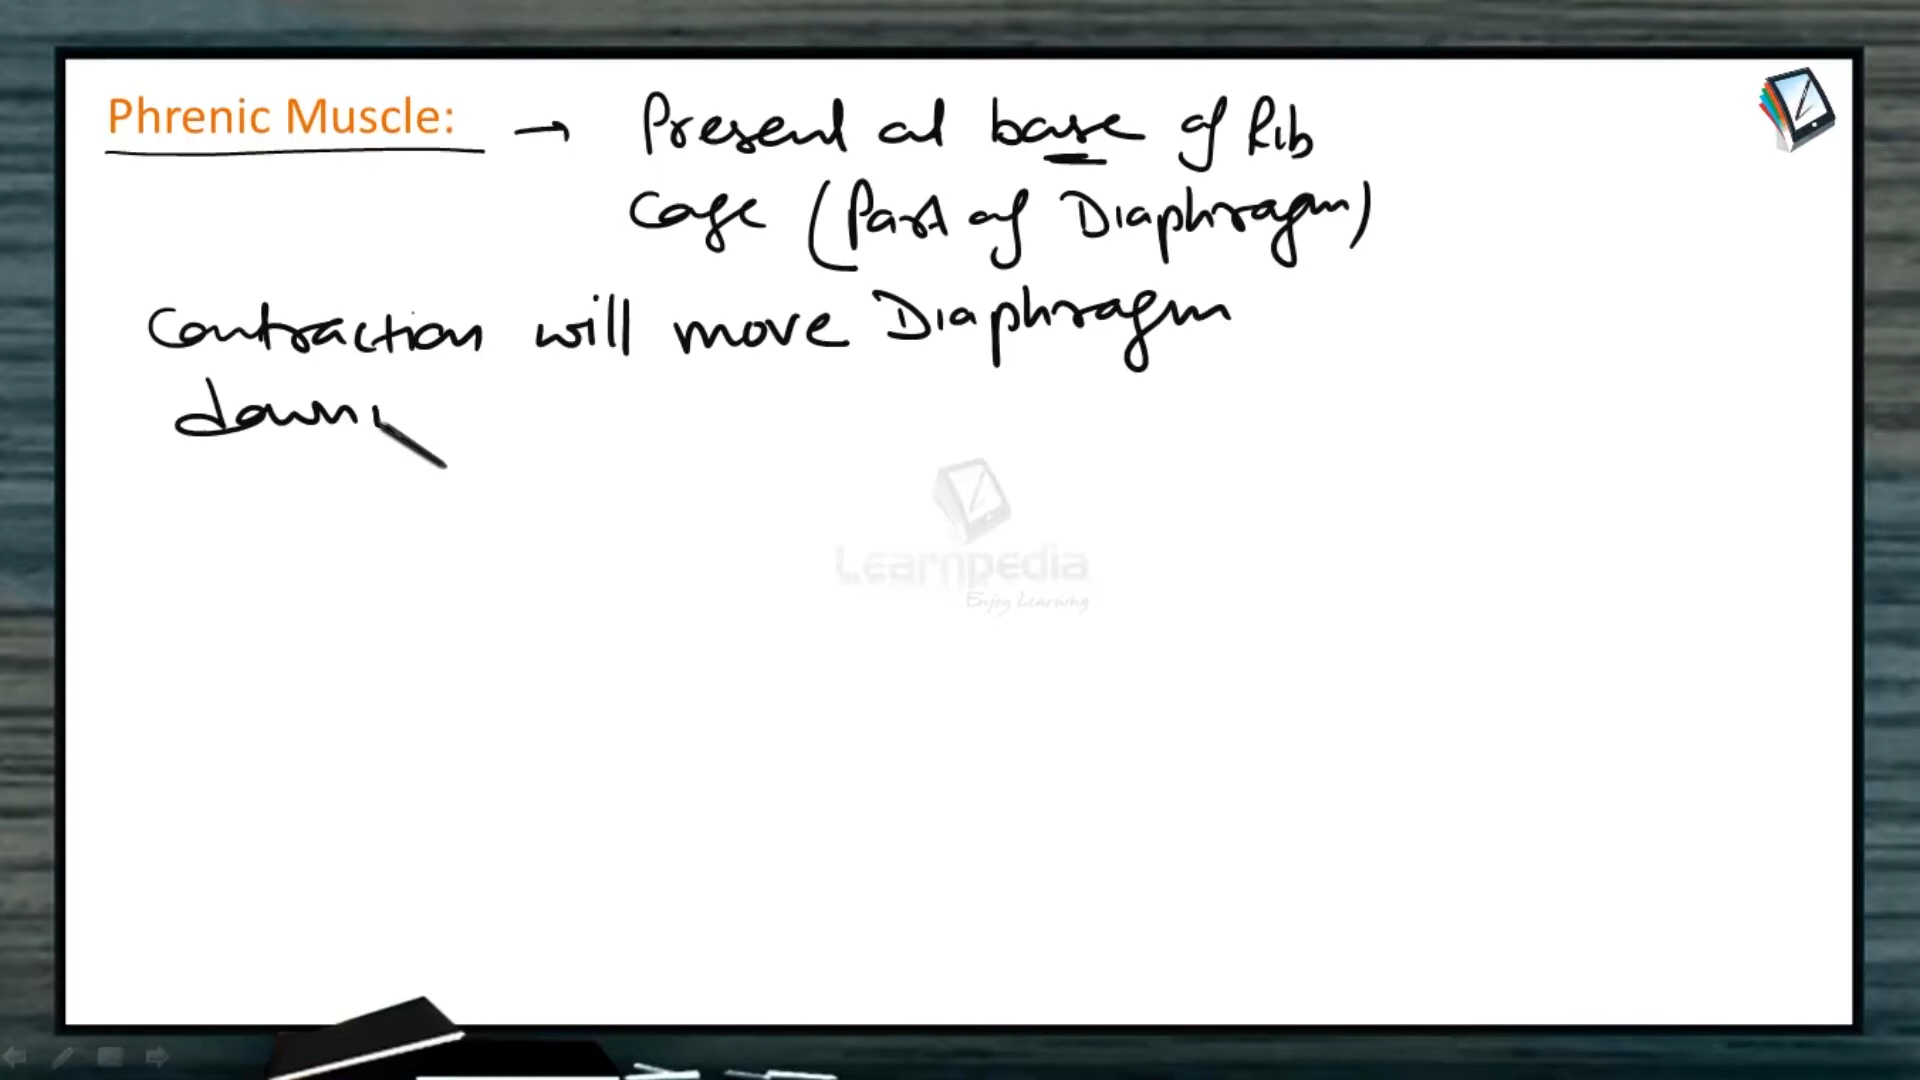 Phrenic Muscle: → Present at base of Rib
Cage (Part of Diaphragm)
Contraction will move Diaphragm
down
Learnpedia
Enjoy Learning